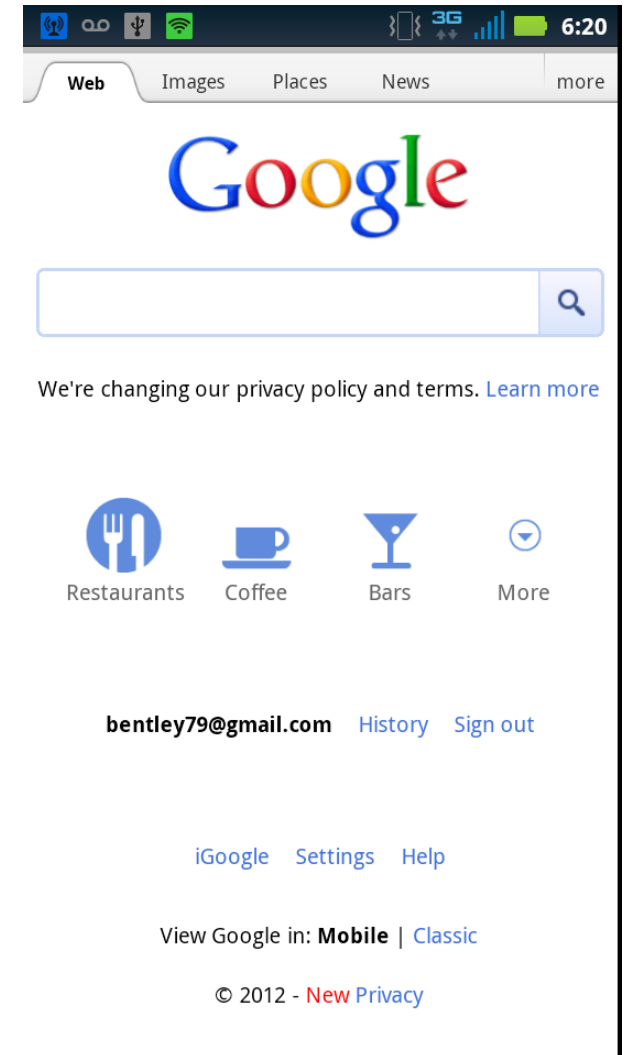 3G 6:20
Web Images Places News more
Google
We're changing our privacy policy and terms. Learn more
Restaurants Coffee Bars More
bentley79@gmail.com History Sign out
iGoogle Settings Help
View Google in: Mobile | Classic
© 2012 - New Privacy